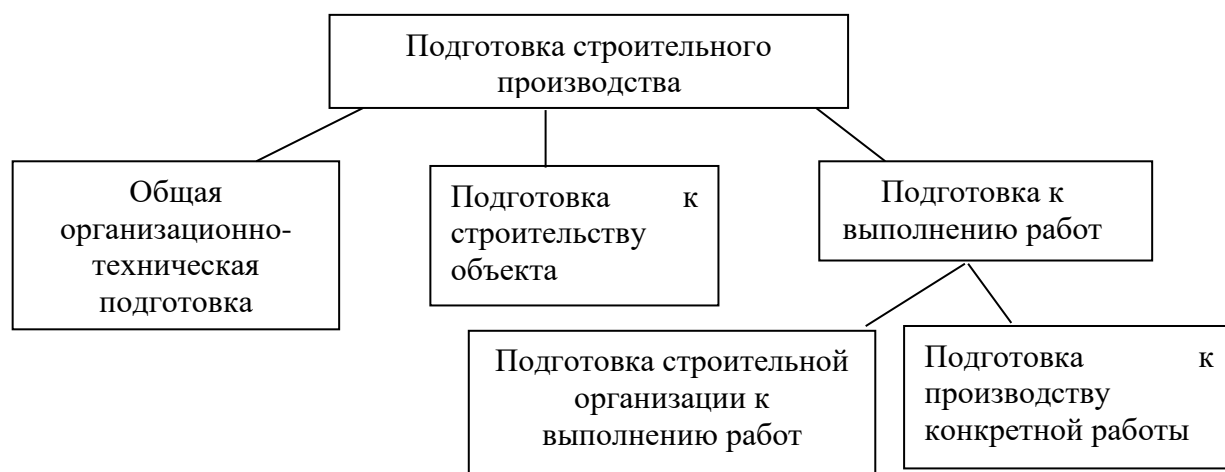 Подготовка строительного
производства
Общая
организационно-
техническая
подготовка
Подготовка к
строительству
объекта
Подготовка к
выполнению работ
Подготовка строительной
организации к
выполнению работ
Подготовка к
производству
конкретной работы